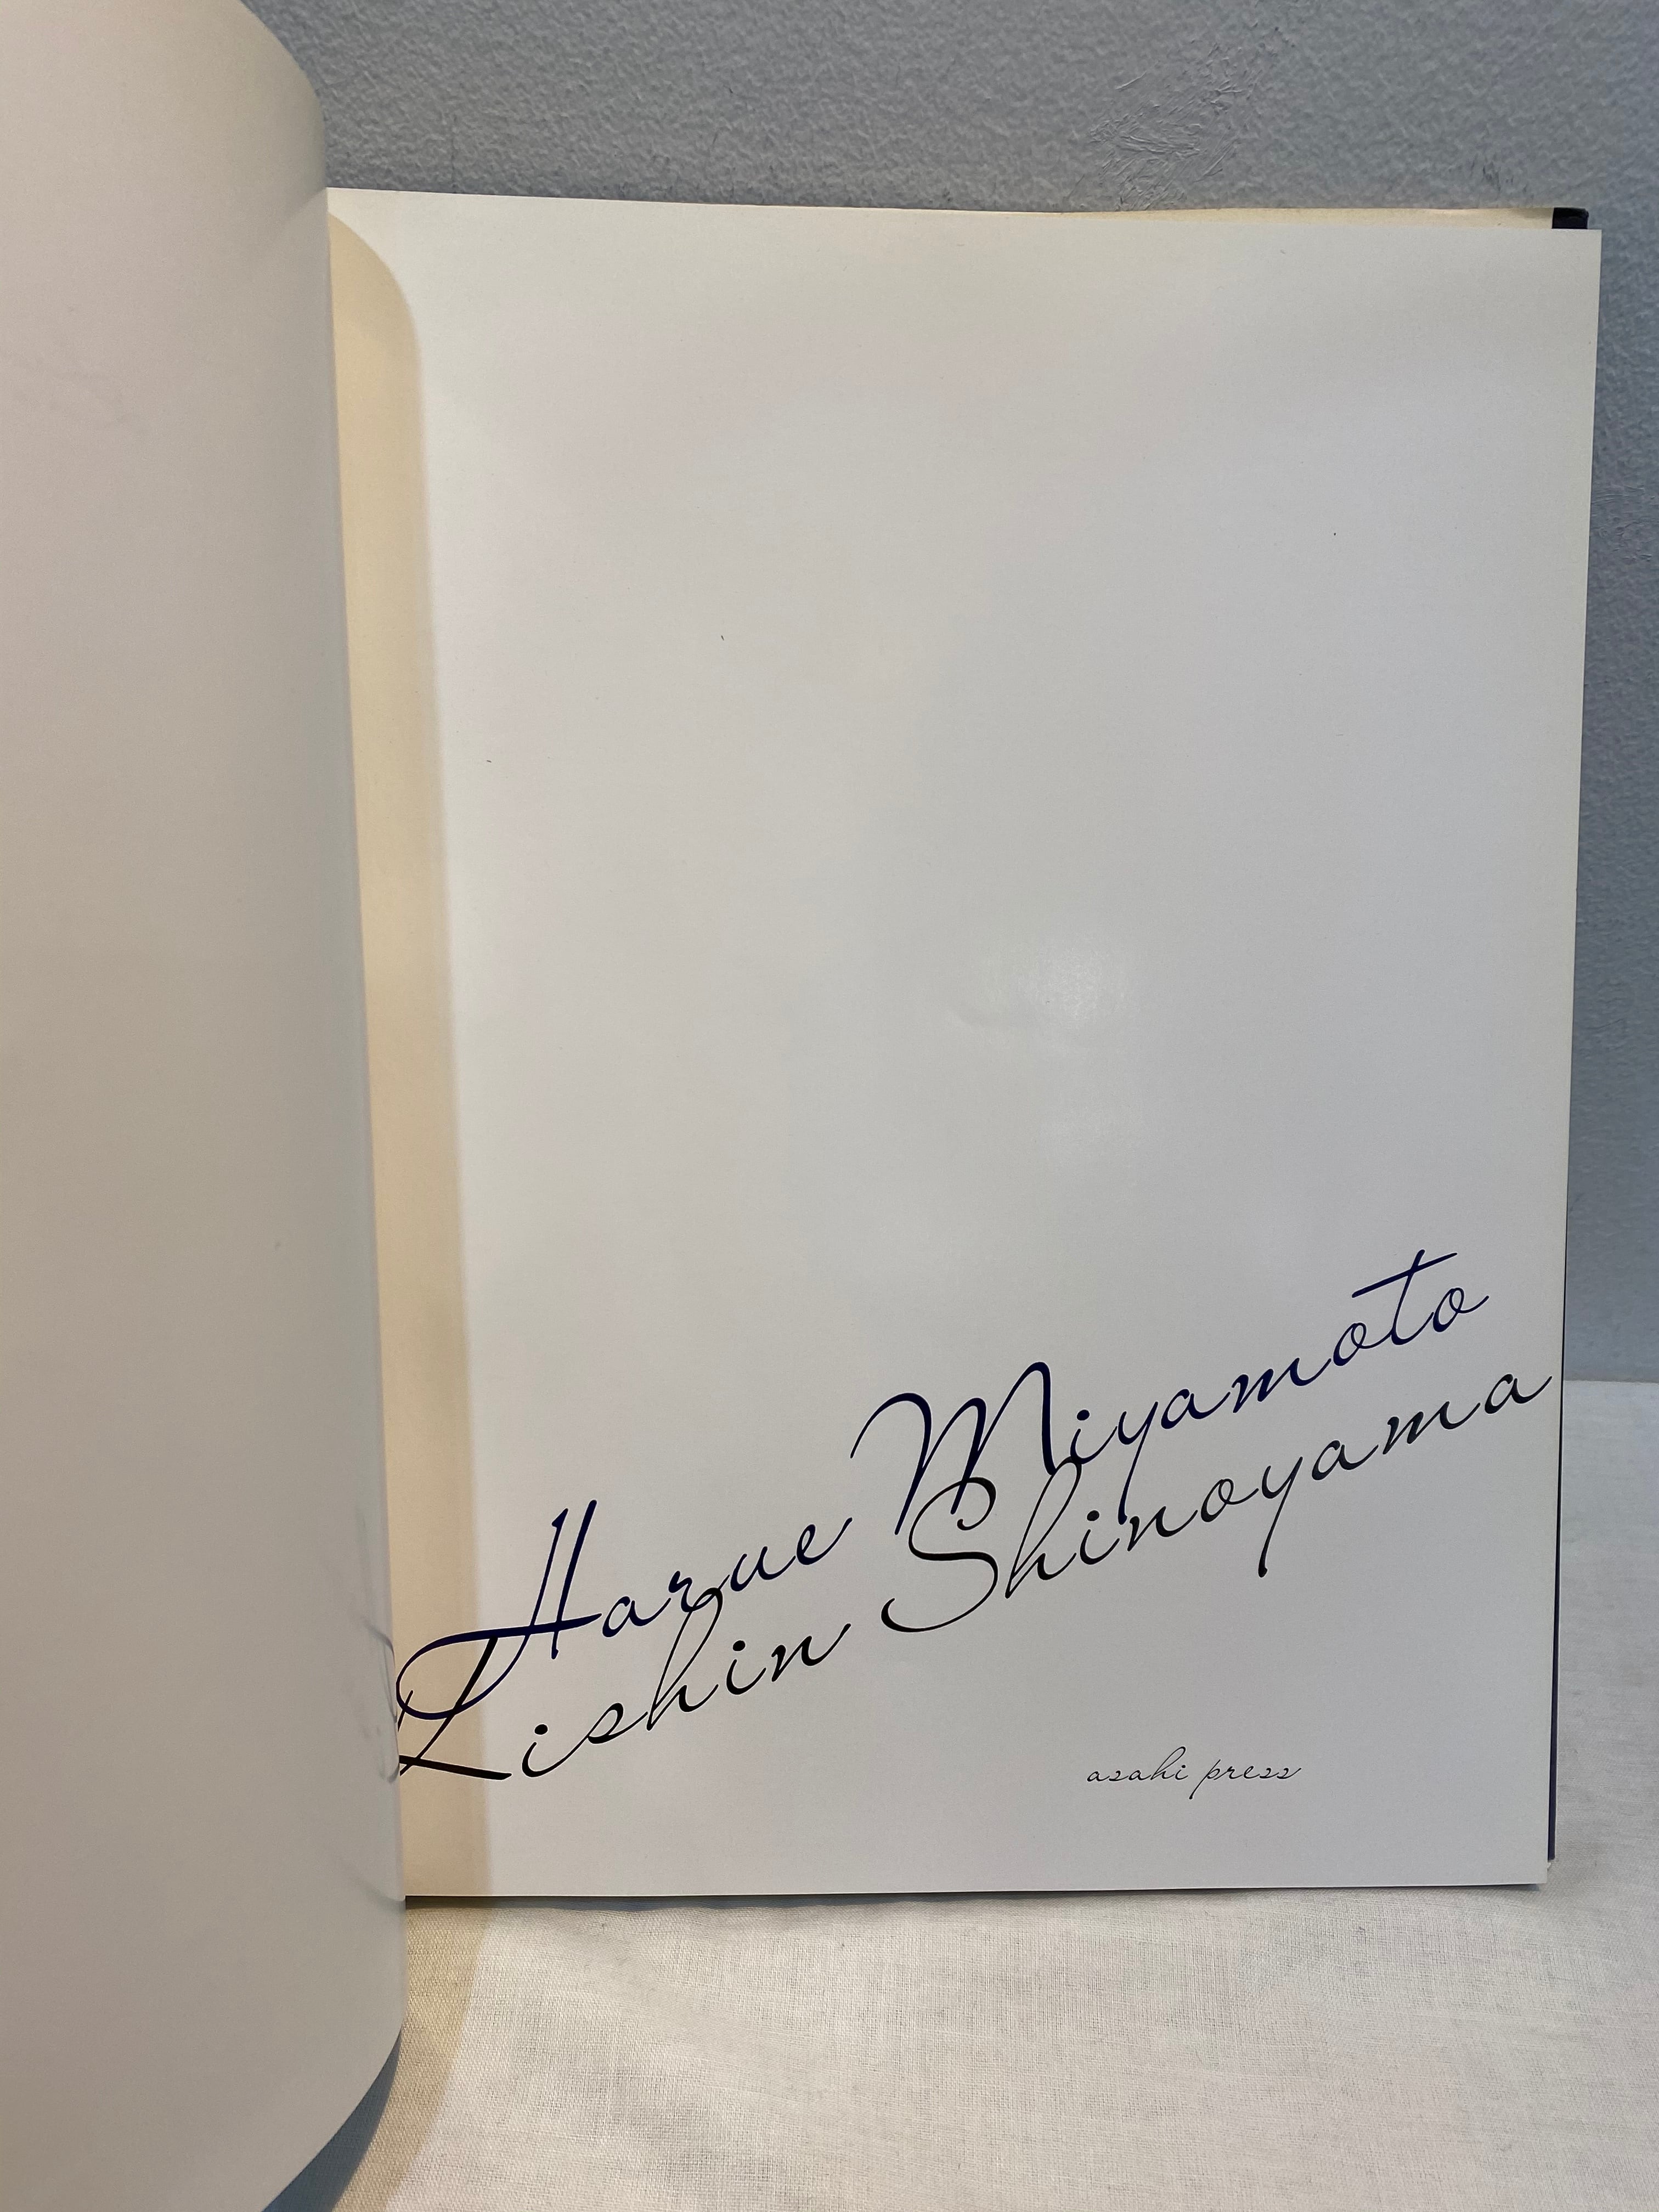 Harue Miyamoto
Kishin Shinoyama
asahi press